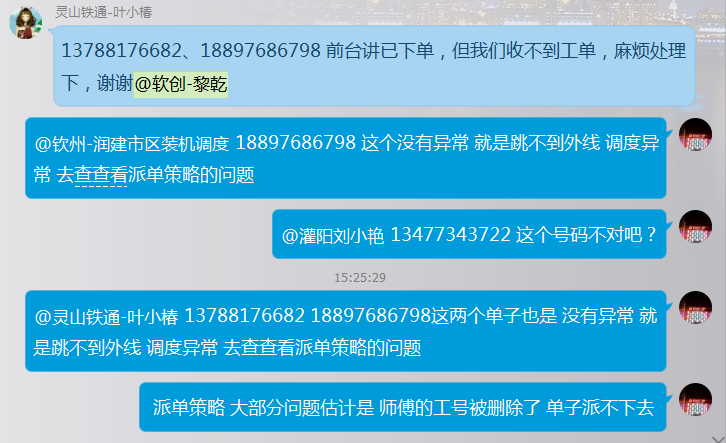 灵山铁通-叶小椿
13788176682、18897686798 前台讲已下单，但我们收不到工单，麻烦处理
下，谢谢@软创-黎乾
@钦州-润建市区装机调度 18897686798 这个没有异常 就是跳不到外线 调度异
常 去查查看派单策略的问题
@灌阳刘小艳 13477343722 这个号码不对吧？
15:25:29
@灵山铁通-叶小椿 13788176682 18897686798这两个单子也是 没有异常 就
是跳不到外线 调度异常 去查查看派单策略的问题
派单策略 大部分问题估计是 师傅的工号被删除了 单子派不下去